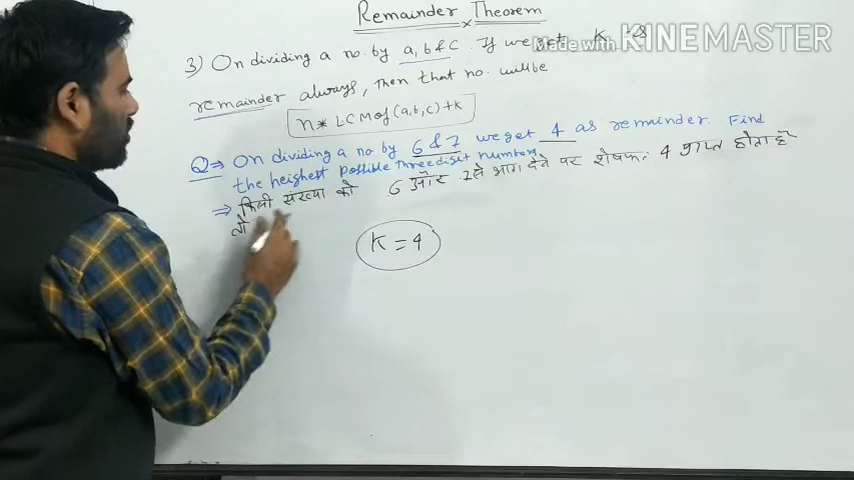 Remainder Theorem
3) On dividing a no. by a, b & c. If we get K as
remainder always, then that no. will be
n * LCM of (a, b, c) + k
Q ⇒ On dividing a no by 6 & 7 we get 4 as remainder. Find
the heighest possible Three digit number
⇒ किसी संख्या को 6 और 7 से भाग देने पर शेषफल 4 प्राप्त होता है
तो
K = 4
Made with KINEMASTER